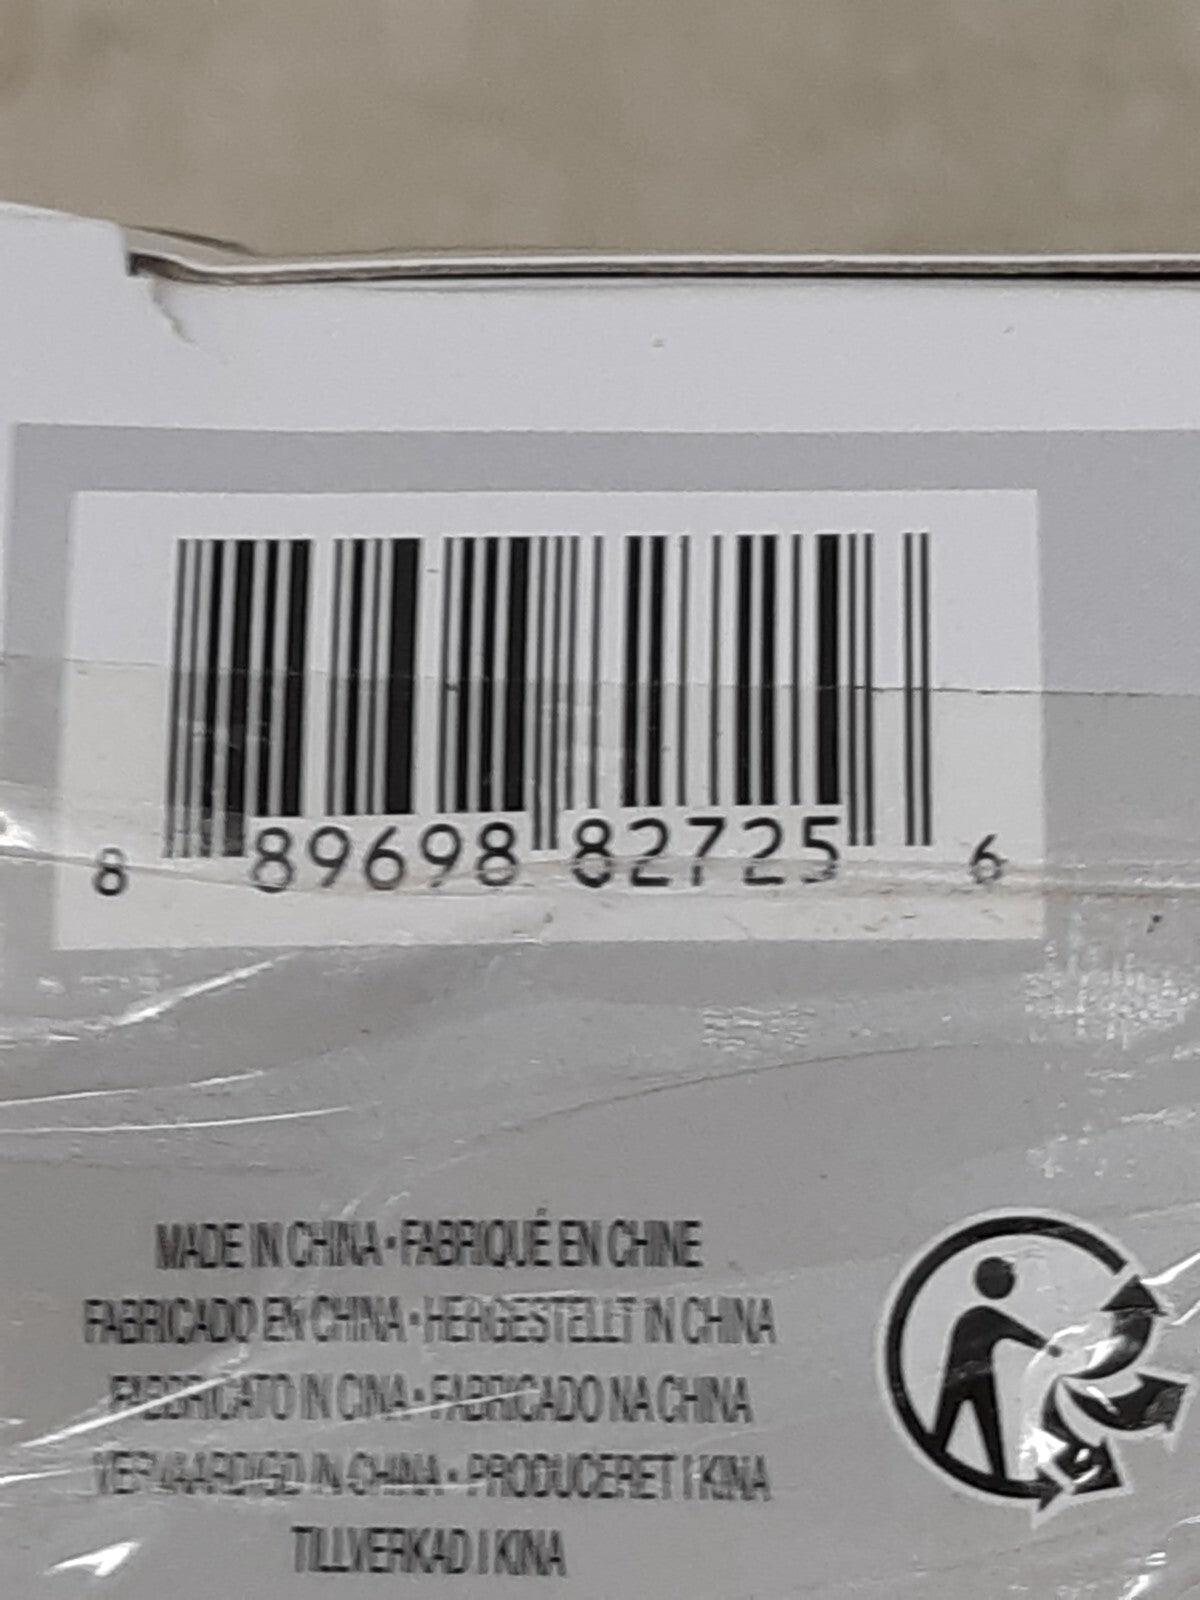 8 89698 82725 6
MADE IN CHINA • FABRIQUÉ EN CHINE
FABRICADO EN CHINA • HERGESTELLT IN CHINA
FABBRICATO IN CINA • FABRICADO NA CHINA
VERVAARDIGD IN CHINA • PRODUCERET I KINA
TILLVERKAD I KINA